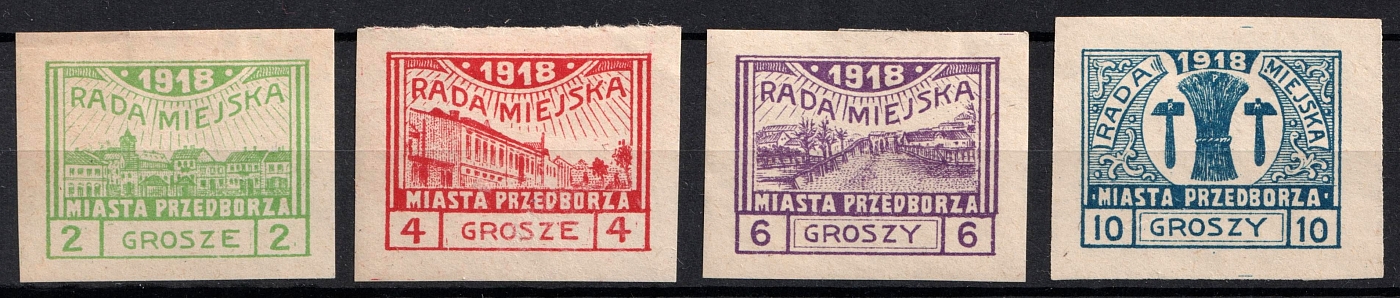 1918
RADA MIEJSKA
MIASTA PRZEDBORZA
2 GROSZE 2
1918
RADA MIEJSKA
MIASTA PRZEDBORZA
4 GROSZE 4
1918
RADA MIEJSKA
MIASTA PRZEDBORZA
6 GROSZY 6
1918
RADA MIEJSKA
MIASTA PRZEDBORZA
10 GROSZY 10